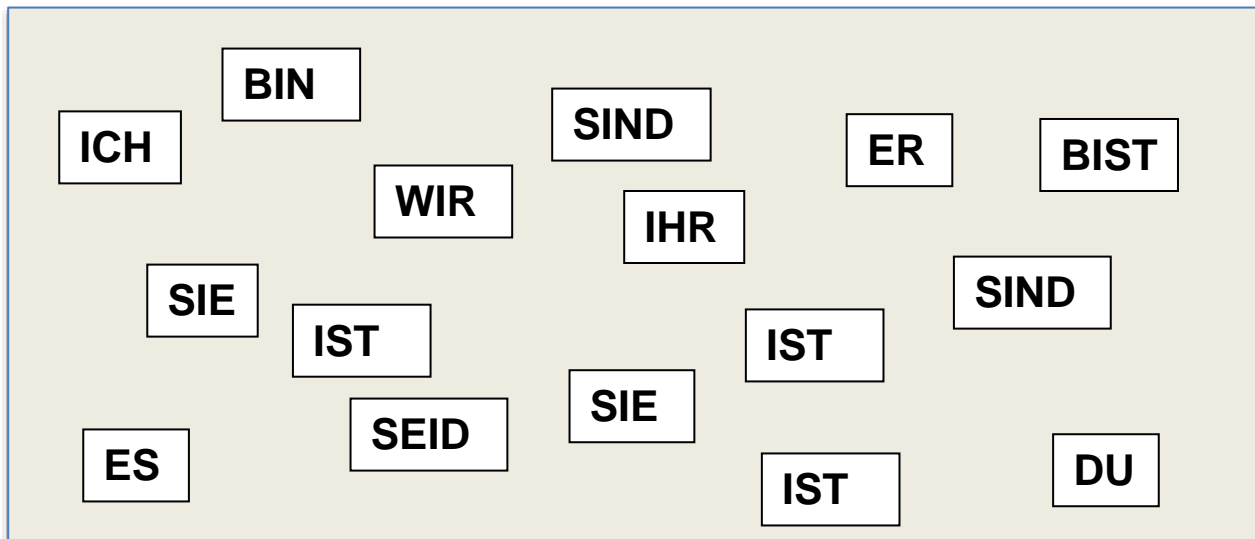 BIN
SIND
ICH
ER
BIST
WIR
IHR
SIE
SIND
IST
IST
SIE
SEID
ES
IST
DU